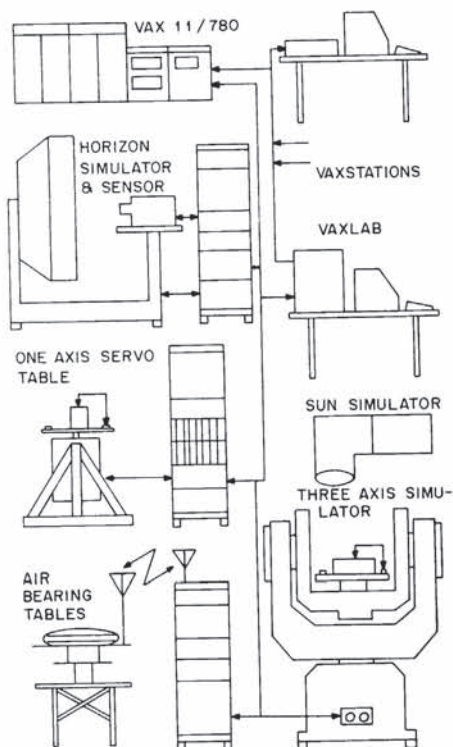 VAX 11/780
HORIZON
SIMULATOR
& SENSOR
VAXSTATIONS
VAXLAB
ONE AXIS SERVO
TABLE
SUN SIMULATOR
THREE AXIS SIMU-
LATOR
AIR
BEARING
TABLES